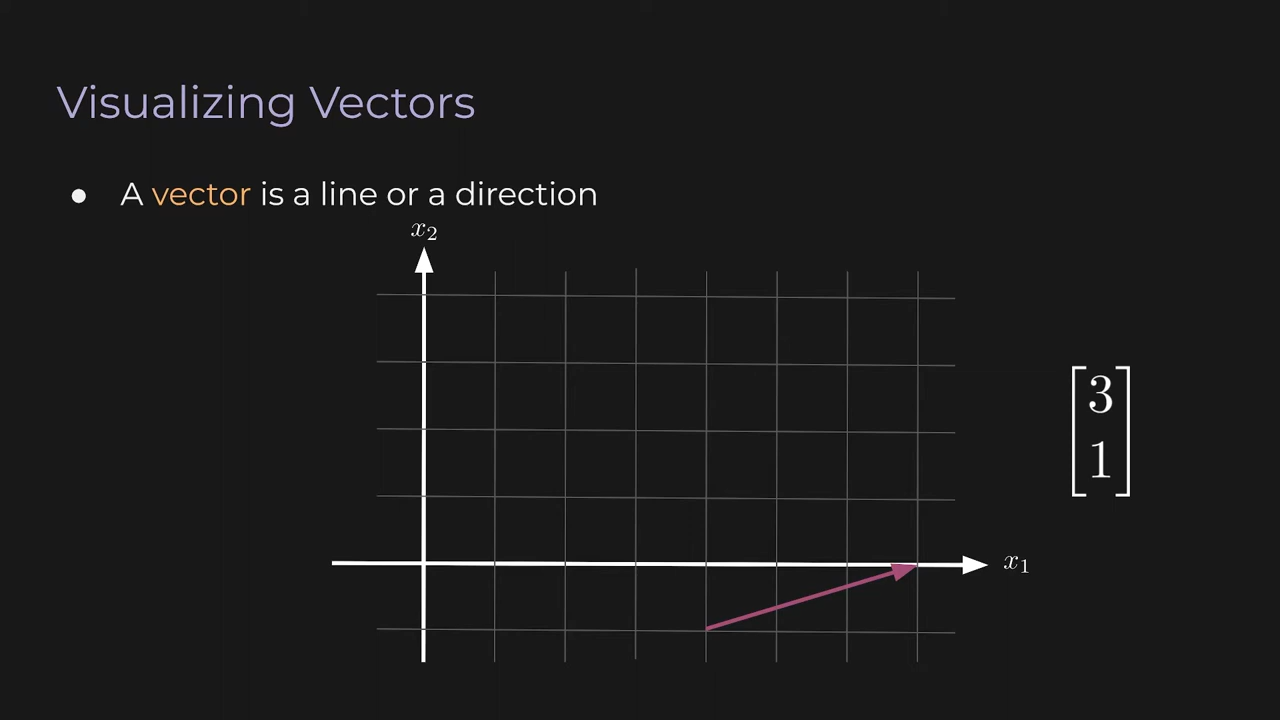 Visualizing Vectors
● A vector is a line or a direction
x₂
3
1
x₁